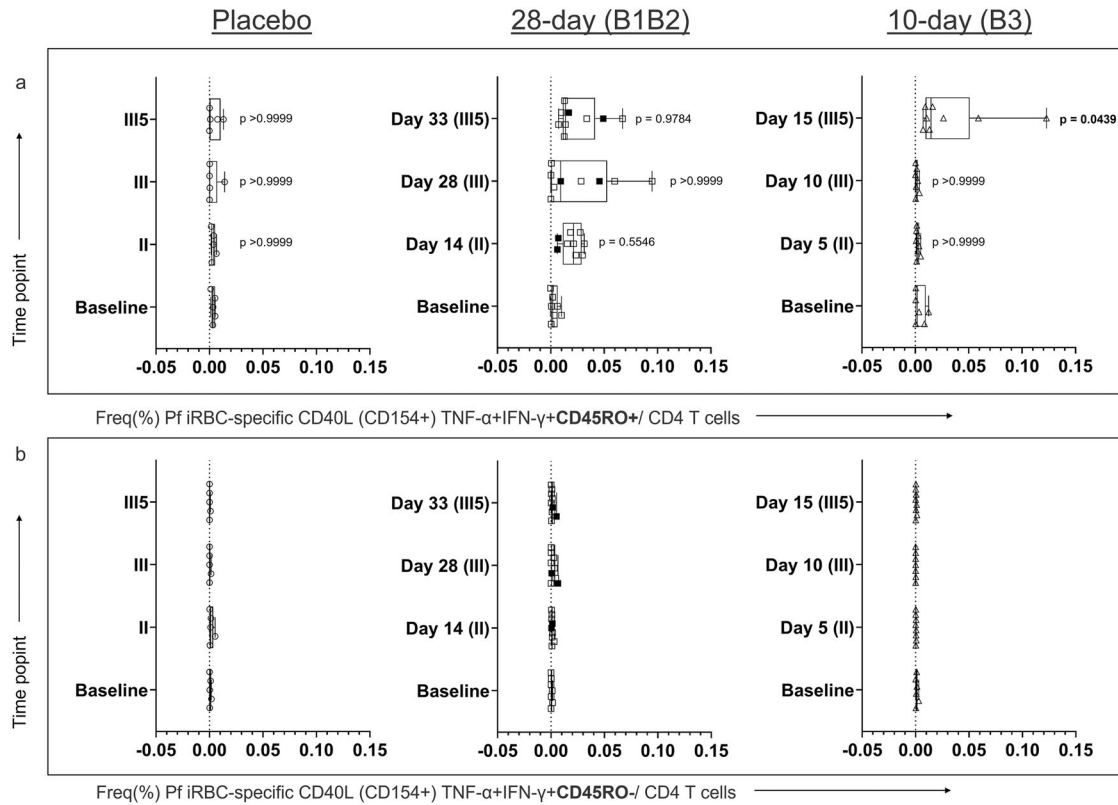 Placebo 28-day (B1B2) 10-day (B3)
a
III5 p >0.9999 Day 33 (III5) p = 0.9784 Day 15 (III5) p = 0.0439
III p >0.9999 Day 28 (III) p >0.9999 Day 10 (III) p >0.9999
II p >0.9999 Day 14 (II) p = 0.5546 Day 5 (II) p >0.9999
Baseline Baseline Baseline
Time popint
-0.05 0.00 0.05 0.10 0.15 -0.05 0.00 0.05 0.10 0.15 -0.05 0.00 0.05 0.10 0.15
Freq(%) Pf iRBC-specific CD40L (CD154+) TNF-α+IFN-γ+CD45RO+/ CD4 T cells
b
III5 Day 33 (III5) Day 15 (III5)
III Day 28 (III) Day 10 (III)
II Day 14 (II) Day 5 (II)
Baseline Baseline Baseline
Time popint
-0.05 0.00 0.05 0.10 0.15 -0.05 0.00 0.05 0.10 0.15 -0.05 0.00 0.05 0.10 0.15
Freq(%) Pf iRBC-specific CD40L (CD154+) TNF-α+IFN-γ+CD45RO-/ CD4 T cells